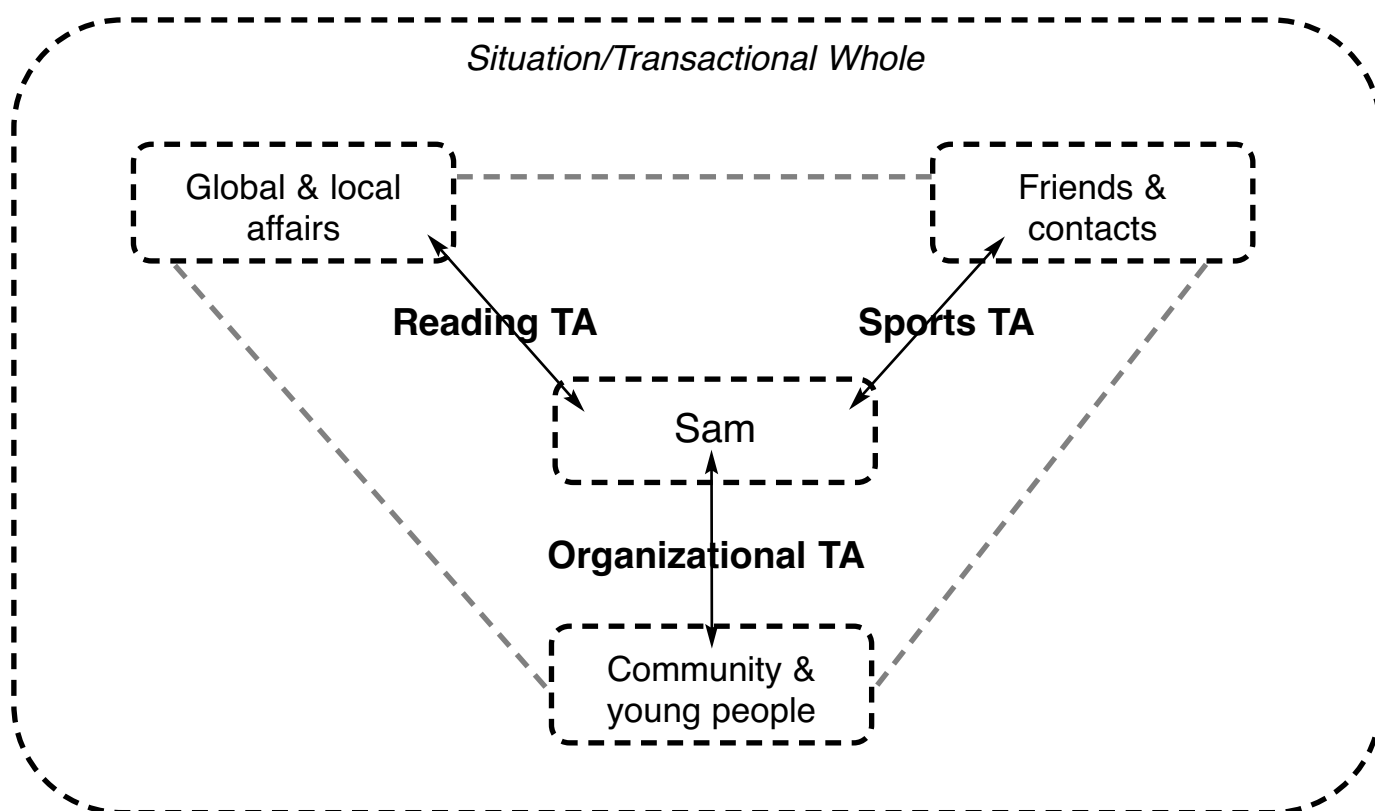 Situation/Transactional Whole
Global & local
affairs
Friends &
contacts
Reading TA
Sports TA
Sam
Organizational TA
Community &
young people